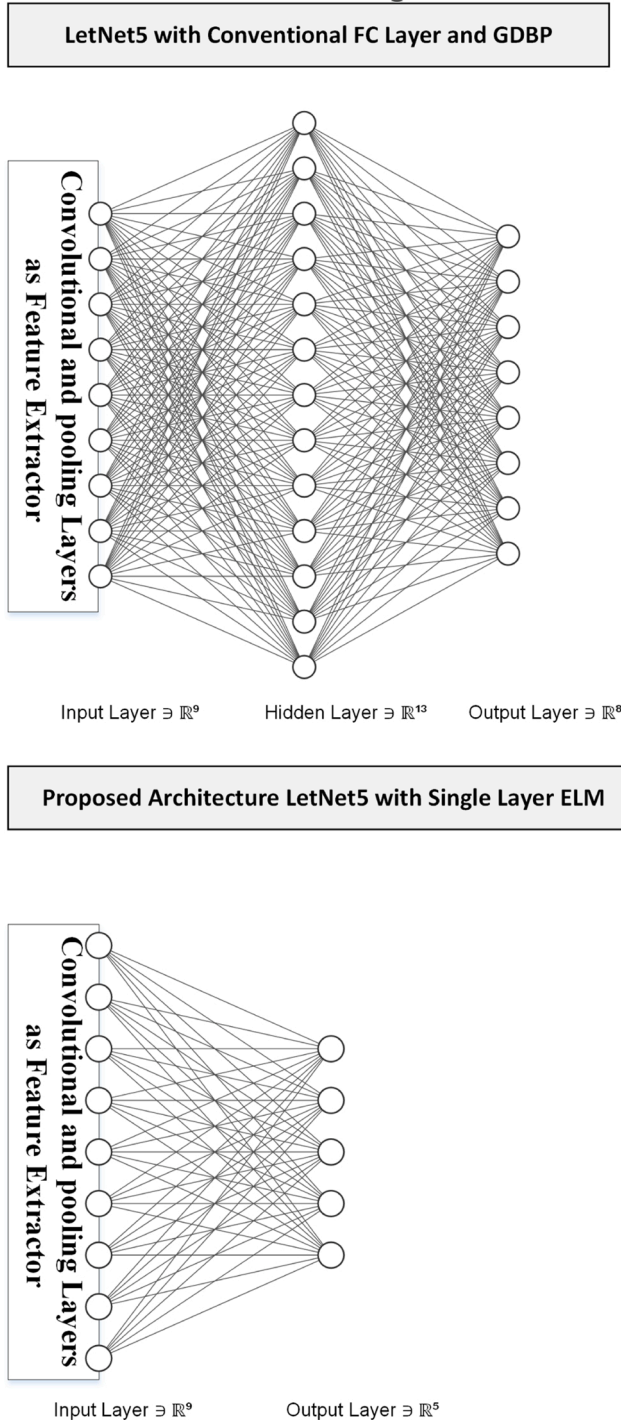 LetNet5 with Conventional FC Layer and GDBP
Convolutional and pooling Layers
as Feature Extractor
Input Layer ∋ ℝ⁹
Hidden Layer ∋ ℝ¹³
Output Layer ∋ ℝ⁸
Proposed Architecture LetNet5 with Single Layer ELM
Convolutional and pooling Layers
as Feature Extractor
Input Layer ∋ ℝ⁹
Output Layer ∋ ℝ⁵